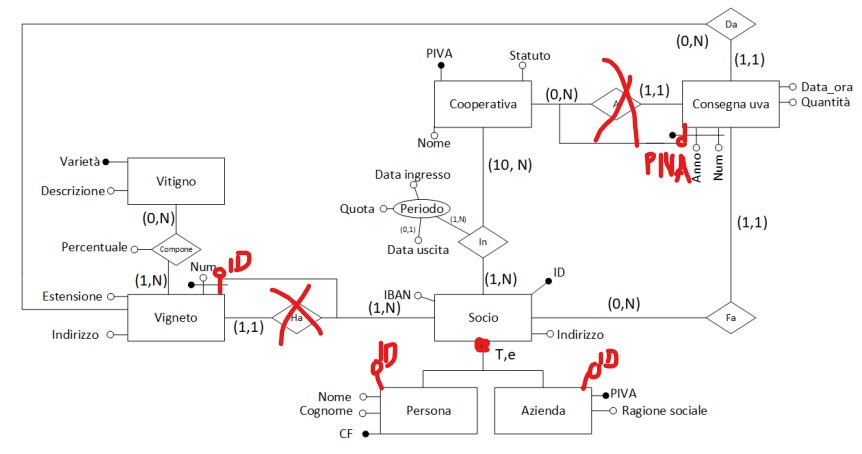 Da
(0,N)
(1,1)
PIVA
Statuto
Cooperativa
(0,N)
A
(1,1)
Consegna uva
Data_ora
Quantità
Nome
PIVA
Anno
Num
(10, N)
Varietà
Vitigno
Descrizione
Data ingresso
Quota
Periodo
(1,N)
(0,1)
Data uscita
In
(0,N)
(1,1)
Percentuale
Compone
(1,N)
Num
ID
(1,N)
ID
Estensione
Vigneto
Indirizzo
(1,1)
Ha
(1,N)
IBAN
Socio
Indirizzo
(0,N)
Fa
T,e
ID
ID
Nome
Cognome
CF
Persona
Azienda
PIVA
Ragione sociale